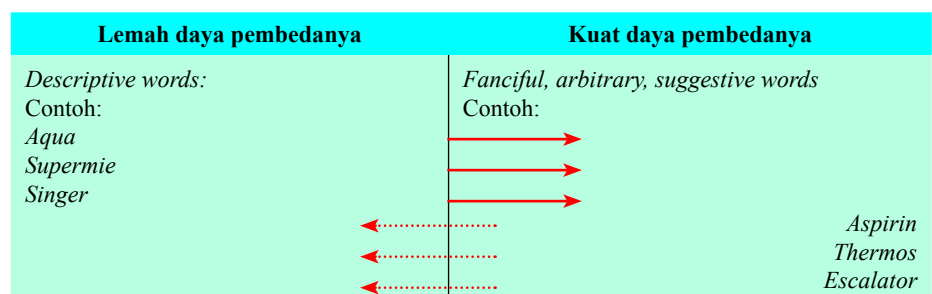 Lemah daya pembedanya
Kuat daya pembedanya
Descriptive words:
Contoh:
Aqua
Supermie
Singer
Fanciful, arbitrary, suggestive words
Contoh:
Aspirin
Thermos
Escalator